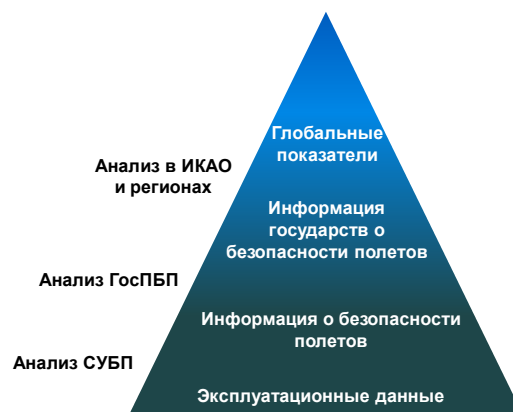 Глобальные
показатели
Анализ в ИКАО
и регионах
Информация
государств о
безопасности полетов
Анализ ГосПБП
Информация о безопасности
полетов
Анализ СУБП
Эксплуатационные данные